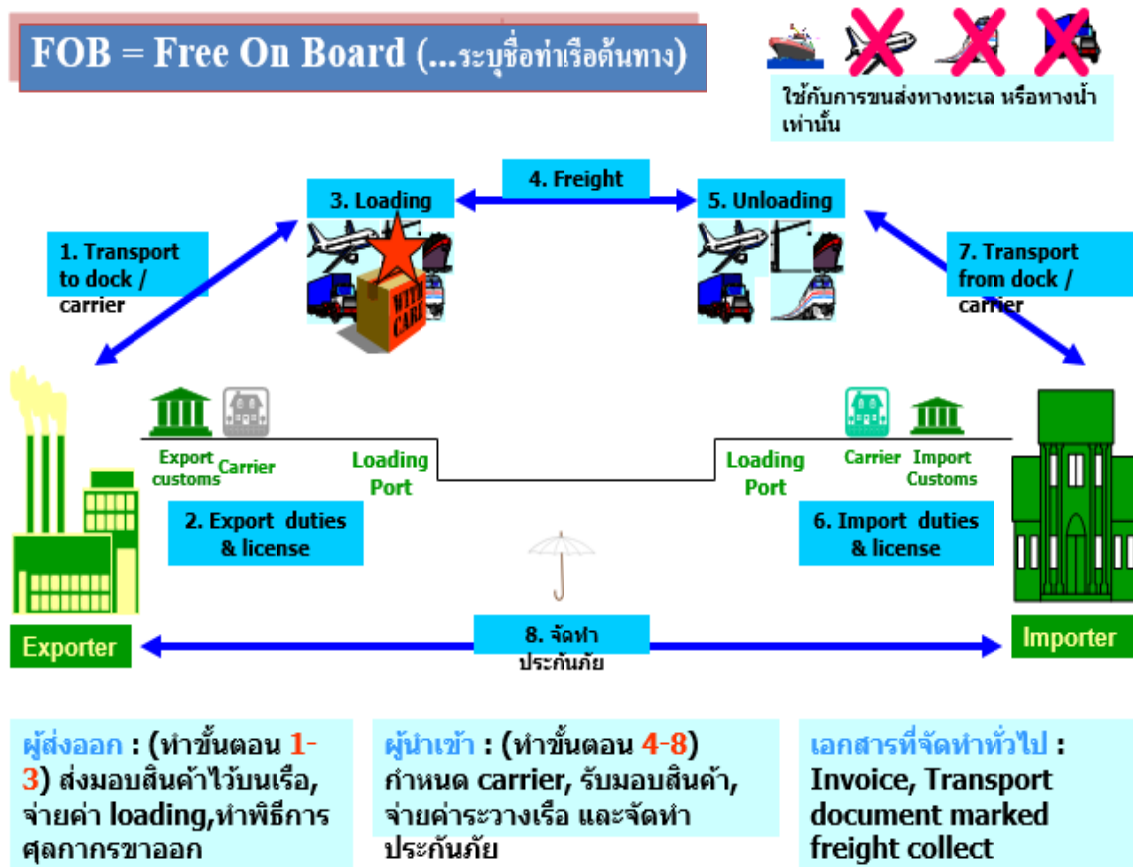 FOB = Free On Board (...ระบุชื่อท่าเรือต้นทาง)
ใช้กับการขนส่งทางทะเล หรือทางน้ำ
เท่านั้น
4. Freight
3. Loading
5. Unloading
1. Transport
to dock /
carrier
7. Transport
from dock /
carrier
WITH
CARE
Export
customs
Carrier
Loading
Port
Loading
Port
Carrier
Import
Customs
2. Export duties
& license
6. Import duties
& license
Exporter
8. จัดทำ
ประกันภัย
Importer
ผู้ส่งออก : (ทำขั้นตอน 1-
3) ส่งมอบสินค้าไว้บนเรือ,
จ่ายค่า loading,ทำพิธีการ
ศุลกากรขาออก
ผู้นำเข้า : (ทำขั้นตอน 4-8)
กำหนด carrier, รับมอบสินค้า,
จ่ายค่าระวางเรือ และจัดทำ
ประกันภัย
เอกสารที่จัดทำทั่วไป :
Invoice, Transport
document marked
freight collect